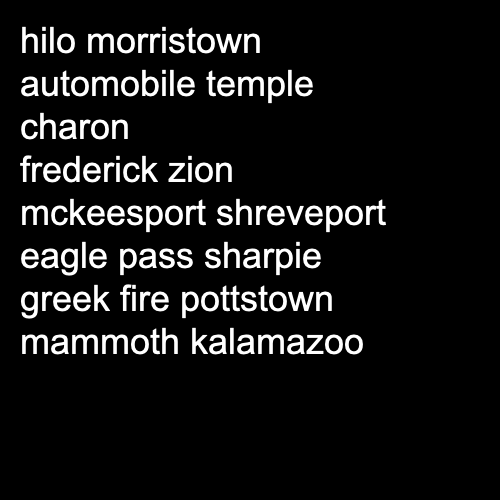 hilo morristown
automobile temple
charon
frederick zion
mckeesport shreveport
eagle pass sharpie
greek fire pottstown
mammoth kalamazoo